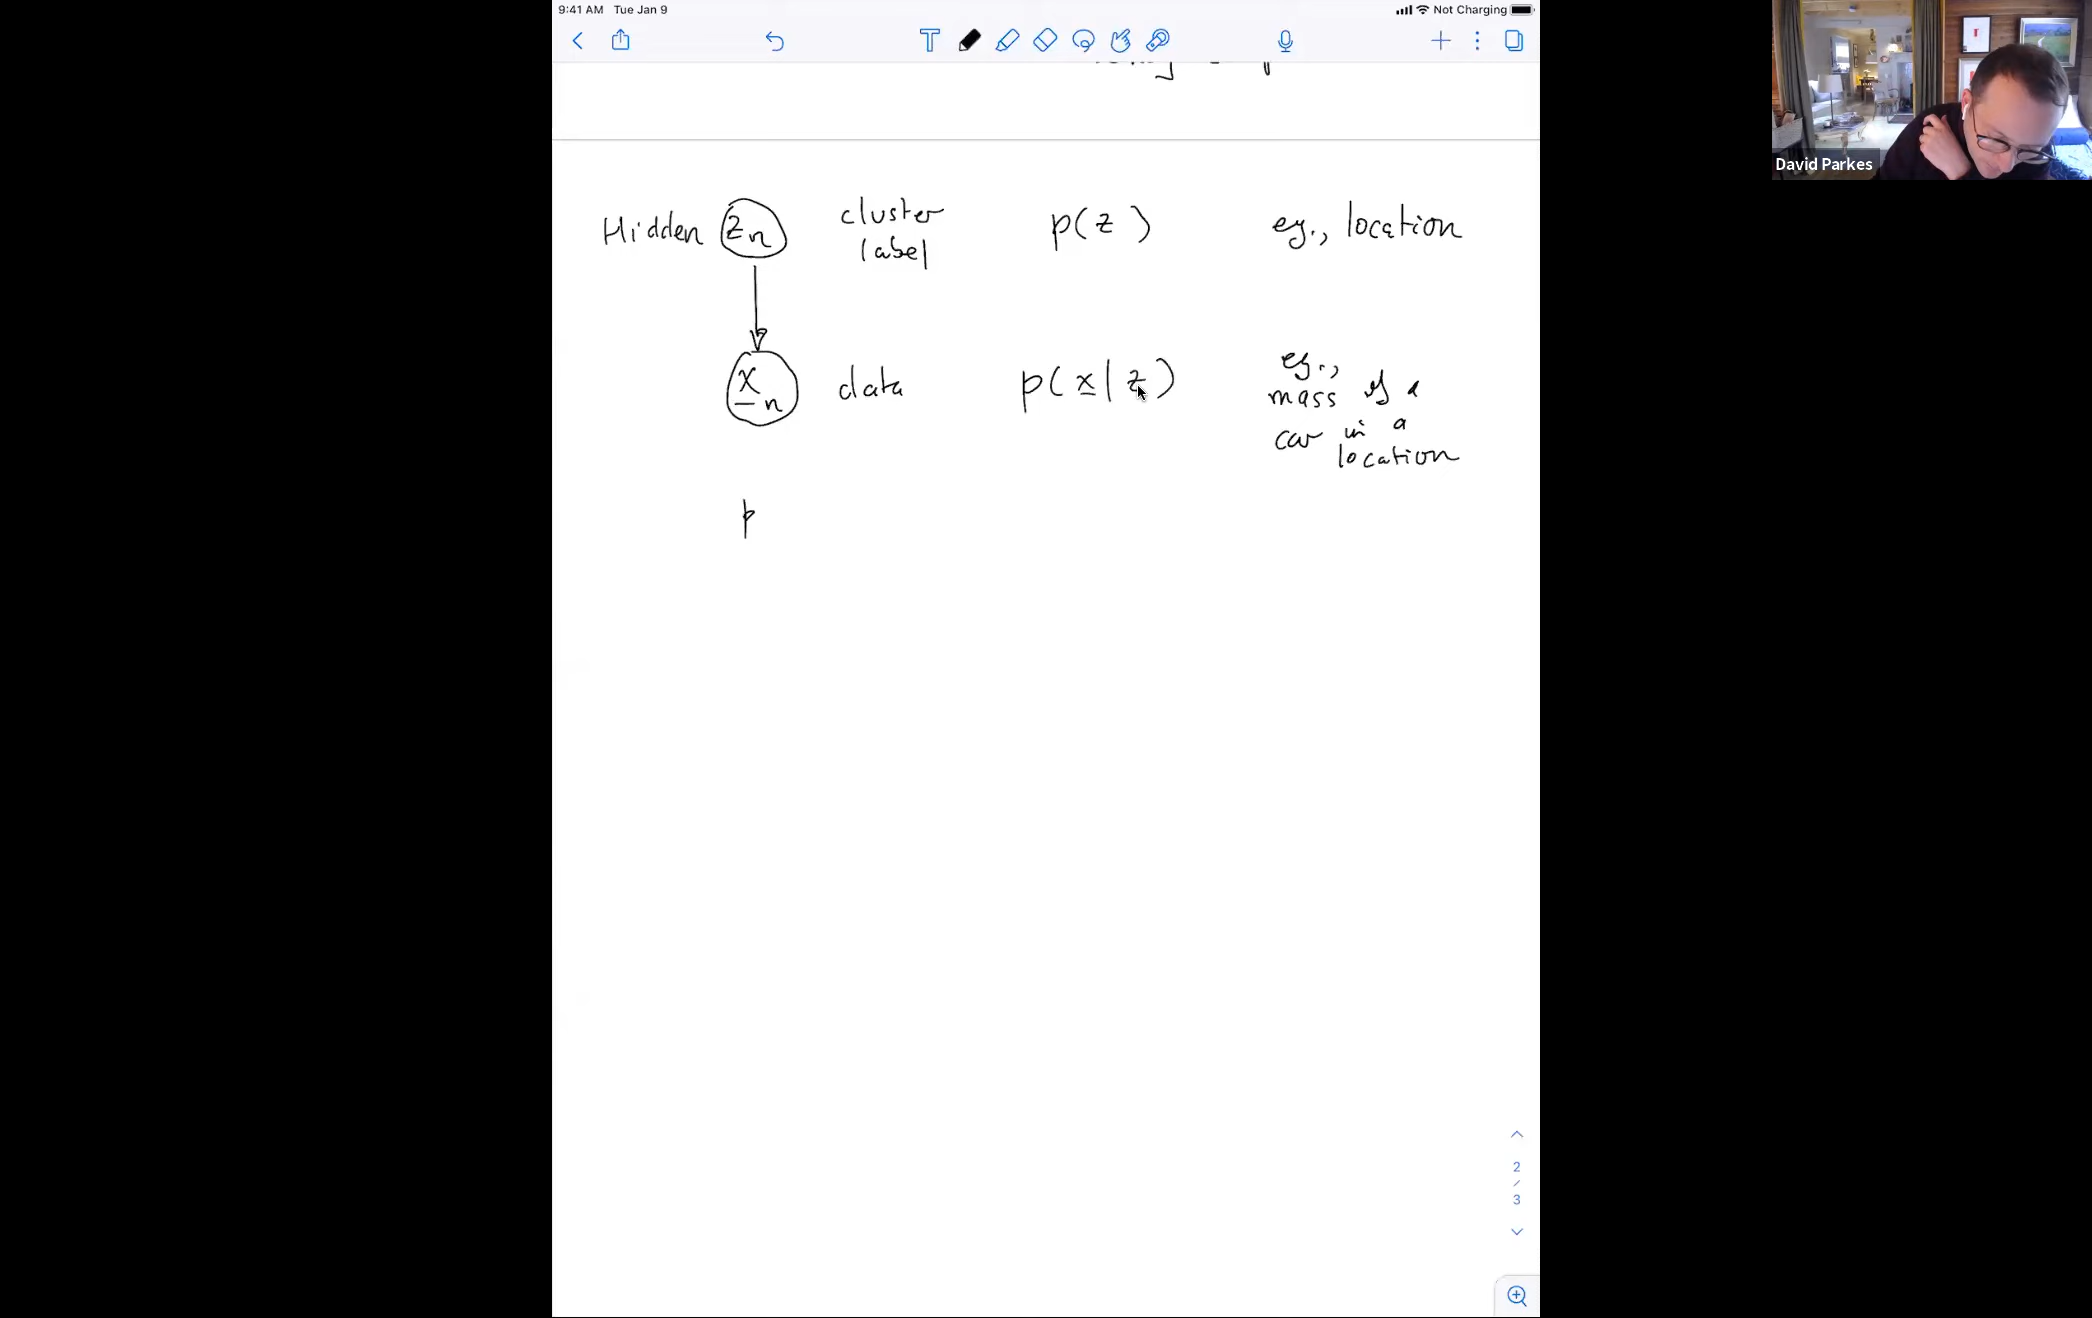 9:41 AM Tue Jan 9
Not Charging
Hidden zn cluster label p(z) eg., location
xn data p(x|z) eg., mass of a car in a location
p
2
/
3
David Parkes